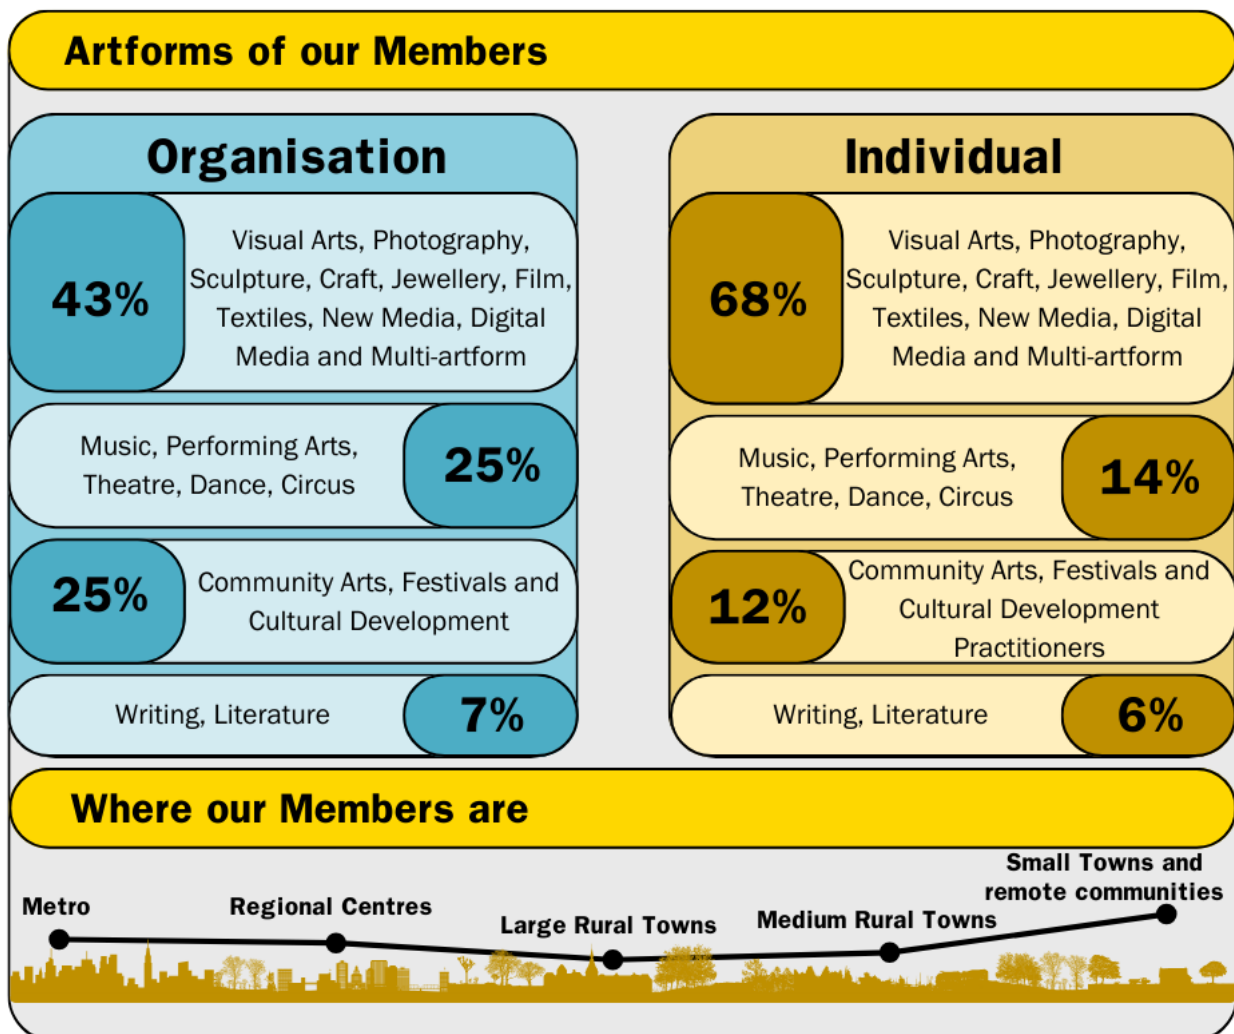 Artforms of our Members
Organisation
43%
Visual Arts, Photography,
Sculpture, Craft, Jewellery, Film,
Textiles, New Media, Digital
Media and Multi-artform
Music, Performing Arts,
Theatre, Dance, Circus
25%
25%
Community Arts, Festivals and
Cultural Development
Writing, Literature
7%
Individual
68%
Visual Arts, Photography,
Sculpture, Craft, Jewellery, Film,
Textiles, New Media, Digital
Media and Multi-artform
Music, Performing Arts,
Theatre, Dance, Circus
14%
12%
Community Arts, Festivals and
Cultural Development
Practitioners
Writing, Literature
6%
Where our Members are
Metro
Regional Centres
Large Rural Towns
Medium Rural Towns
Small Towns and
remote communities